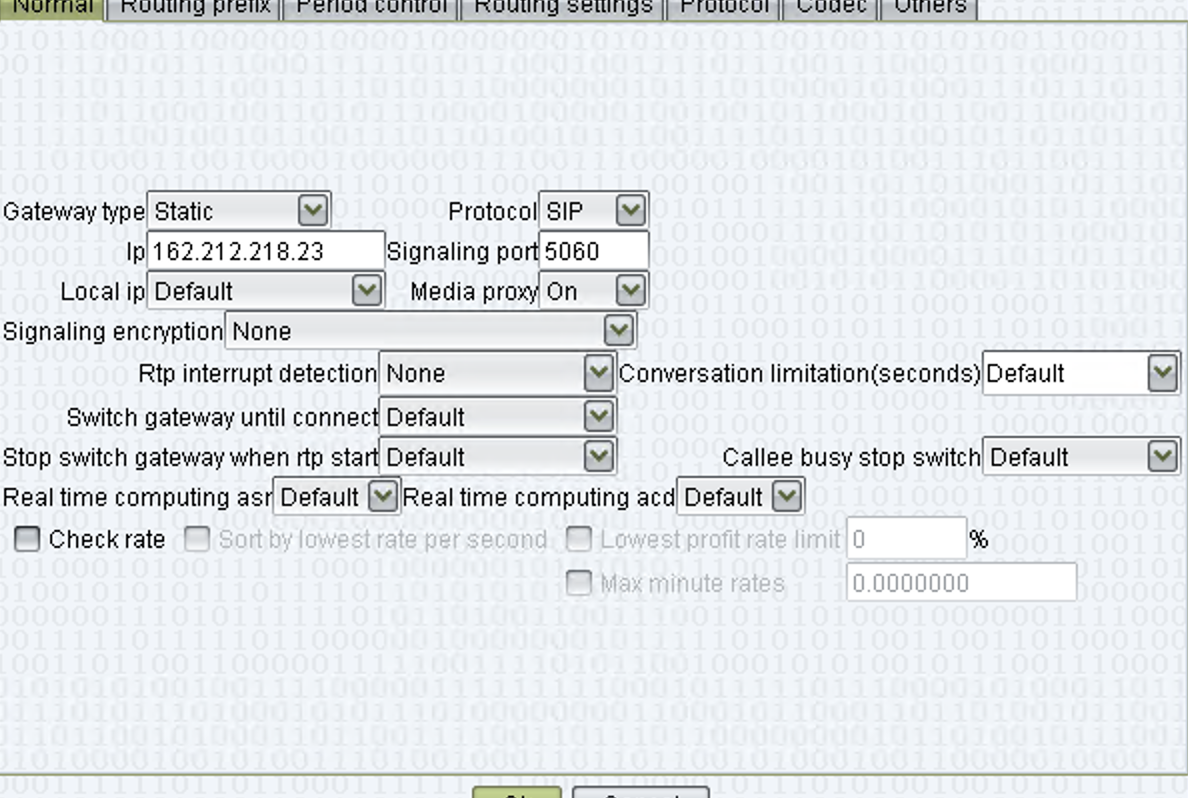 Normal Routing prefix Period control Routing settings Protocol Codec Others
Gateway type Static Protocol SIP
Ip 162.212.218.23 Signaling port 5060
Local ip Default Media proxy On
Signaling encryption None
Rtp interrupt detection None Conversation limitation(seconds) Default
Switch gateway until connect Default
Stop switch gateway when rtp start Default Callee busy stop switch Default
Real time computing asr Default Real time computing acd Default
Check rate Sort by lowest rate per second Lowest profit rate limit 0 %
Max minute rates 0.0000000